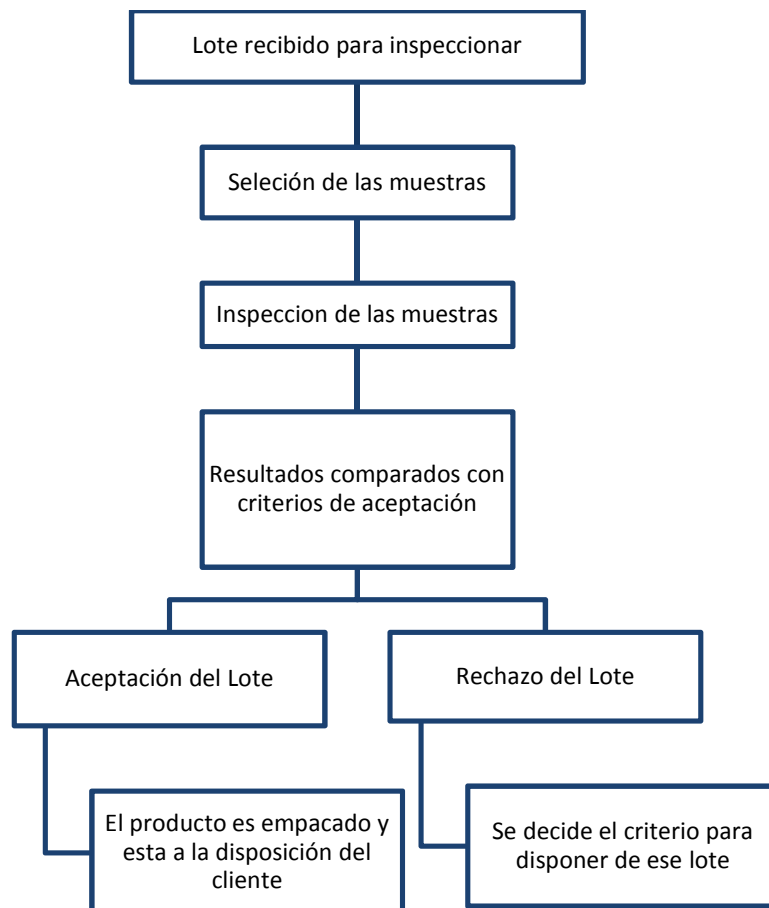 Lote recibido para inspeccionar
Seleción de las muestras
Inspeccion de las muestras
Resultados comparados con
criterios de aceptación
Aceptación del Lote
Rechazo del Lote
El producto es empacado y
esta a la disposición del
cliente
Se decide el criterio para
disponer de ese lote